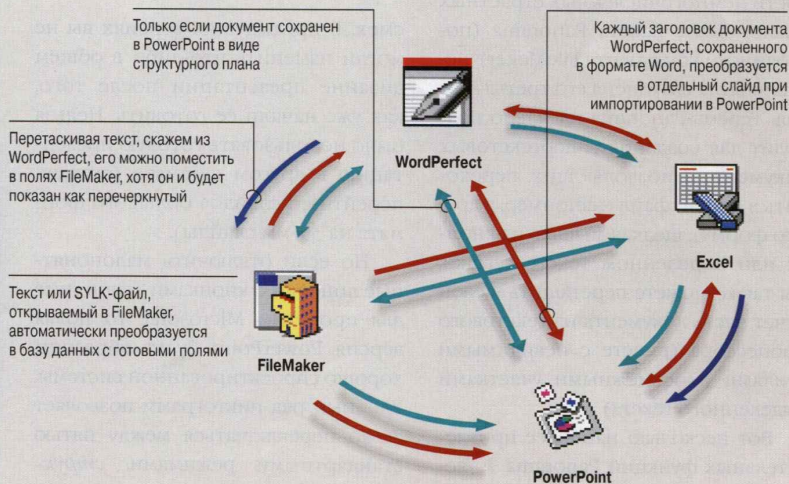 Только если документ сохранен
в PowerPoint в виде
структурного плана
Каждый заголовок документа
WordPerfect, сохраненного
в формате Word, преобразуется
в отдельный слайд при
импортировании в PowerPoint
Перетаскивая текст, скажем из
WordPerfect, его можно поместить
в полях FileMaker, хотя он и будет
показан как перечеркнутый
WordPerfect
Excel
Текст или SYLK-файл,
открываемый в FileMaker,
автоматически преобразуется
в базу данных с готовыми полями
FileMaker
PowerPoint